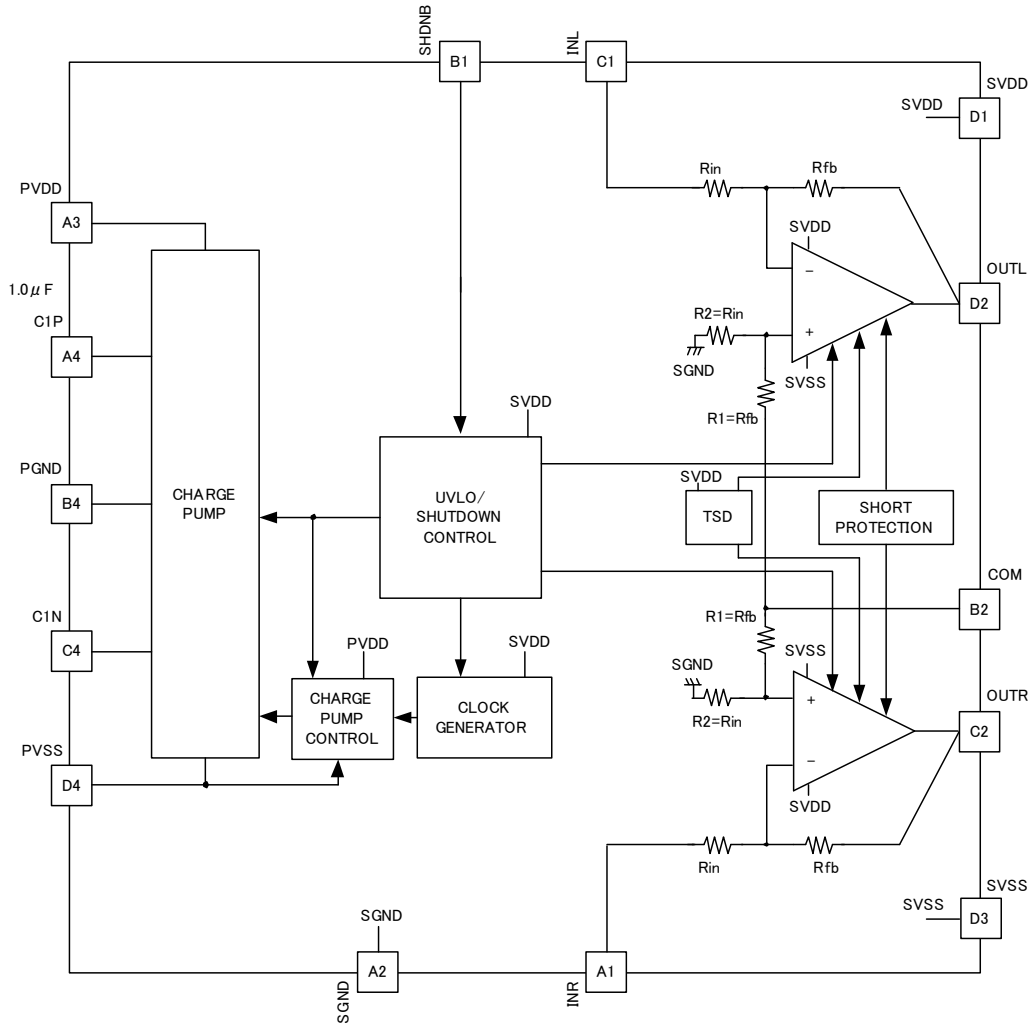 SHDNB
B1
INL
C1
SVDD
SVDD
D1
PVDD
A3
Rin
Rfb
SVDD
−
1.0μF
C1P
A4
R2=Rin
SGND
+
SVSS
OUTL
D2
R1=Rfb
SVDD
PGND
B4
CHARGE
PUMP
UVLO/
SHUTDOWN
CONTROL
SVDD
TSD
SHORT
PROTECTION
COM
B2
C1N
C4
R1=Rfb
PVDD
SVDD
SGND
SVSS
R2=Rin
+
−
SVDD
OUTR
C2
CHARGE
PUMP
CONTROL
CLOCK
GENERATOR
PVSS
D4
Rin
Rfb
SVSS
SVSS
D3
SGND
A2
SGND
INR
A1